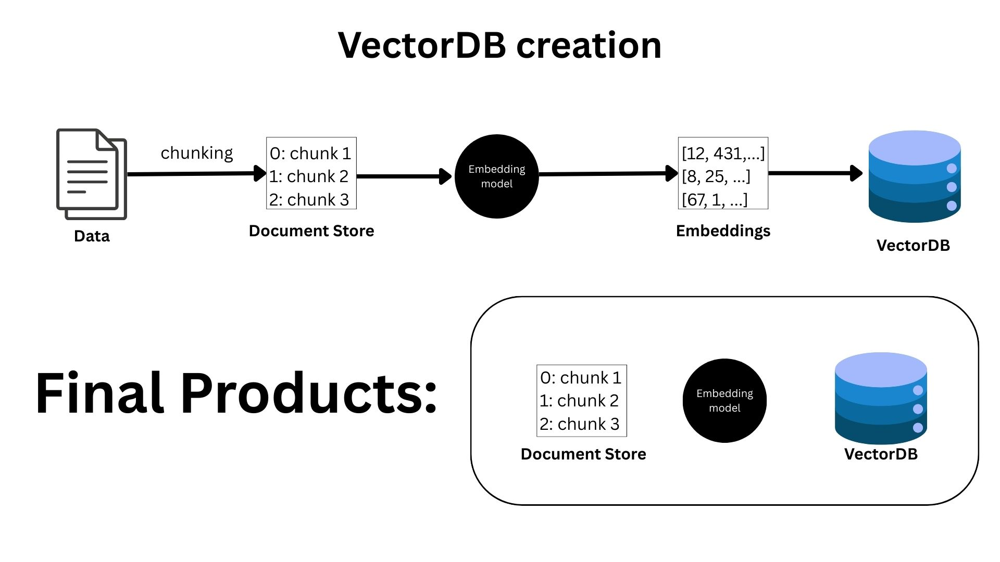 VectorDB creation
chunking
0: chunk 1
1: chunk 2
2: chunk 3
Embedding
model
[12, 431,...]
[8, 25, ...]
[67, 1, ...]
Data
Document Store
Embeddings
VectorDB
Final Products:
0: chunk 1
1: chunk 2
2: chunk 3
Embedding
model
Document Store
VectorDB